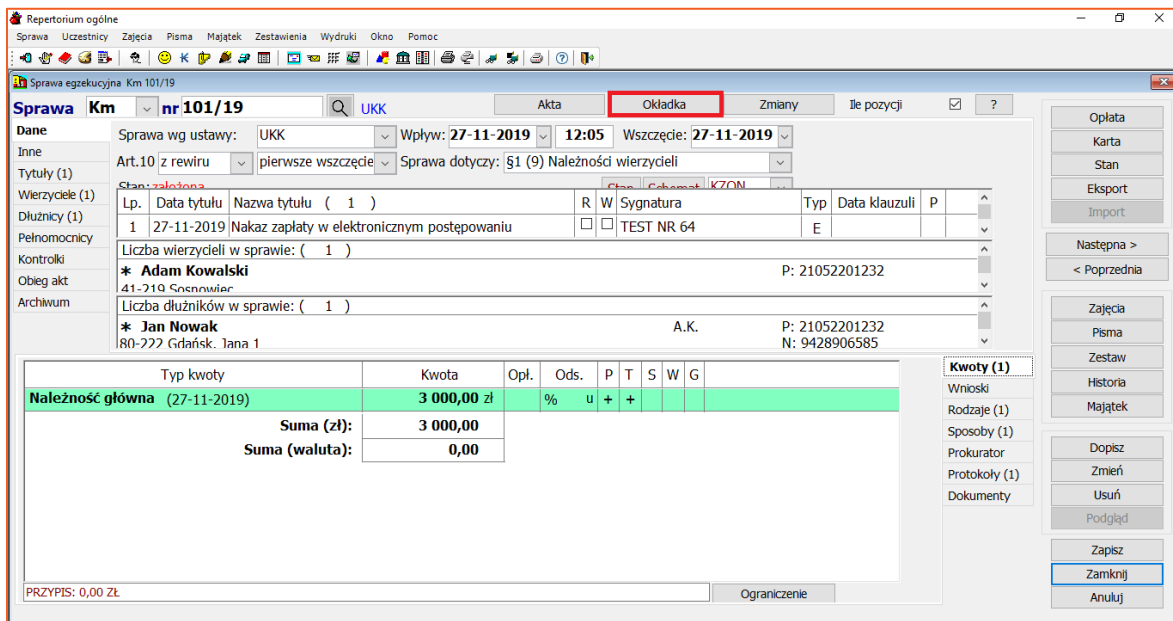 Repertorium ogólne
Sprawa Uczestnicy Zajęcia Pisma Majątek Zestawienia Wydruki Okno Pomoc
Sprawa egzekucyjna Km 101/19
Sprawa Km nr 101/19 UKK Akta Okładka Zmiany Ile pozycji ?
Dane
Inne
Tytuły (1)
Wierzyciele (1)
Dłużnicy (1)
Pełnomocnicy
Kontrolki
Obieg akt
Archiwum
Sprawa wg ustawy: UKK Wpływ: 27-11-2019 12:05 Wszczęcie: 27-11-2019
Art.10 z rewiru pierwsze wszczęcie Sprawa dotyczy: §1 (9) Należności wierzycieli
Stan: założona Stan Schemat KZON
Lp. Data tytułu Nazwa tytułu ( 1 ) R W Sygnatura Typ Data klauzuli P
1 27-11-2019 Nakaz zapłaty w elektronicznym postępowaniu TEST NR 64 E
Liczba wierzycieli w sprawie: ( 1 )
* Adam Kowalski P: 21052201232
41-219 Sosnowiec
Liczba dłużników w sprawie: ( 1 )
* Jan Nowak A.K. P: 21052201232
80-222 Gdańsk, Jana 1 N: 9428906585
Typ kwoty Kwota Opł. Ods. P T S W G
Należność główna (27-11-2019) 3 000,00 zł % u + +
Suma (zł): 3 000,00
Suma (waluta): 0,00
PRZYPIS: 0,00 ZŁ Ograniczenie
Kwoty (1)
Wnioski
Rodzaje (1)
Sposoby (1)
Prokurator
Protokoły (1)
Dokumenty
Opłata
Karta
Stan
Eksport
Import
Następna >
< Poprzednia
Zajęcia
Pisma
Zestaw
Historia
Majątek
Dopisz
Zmień
Usuń
Podgląd
Zapisz
Zamknij
Anuluj